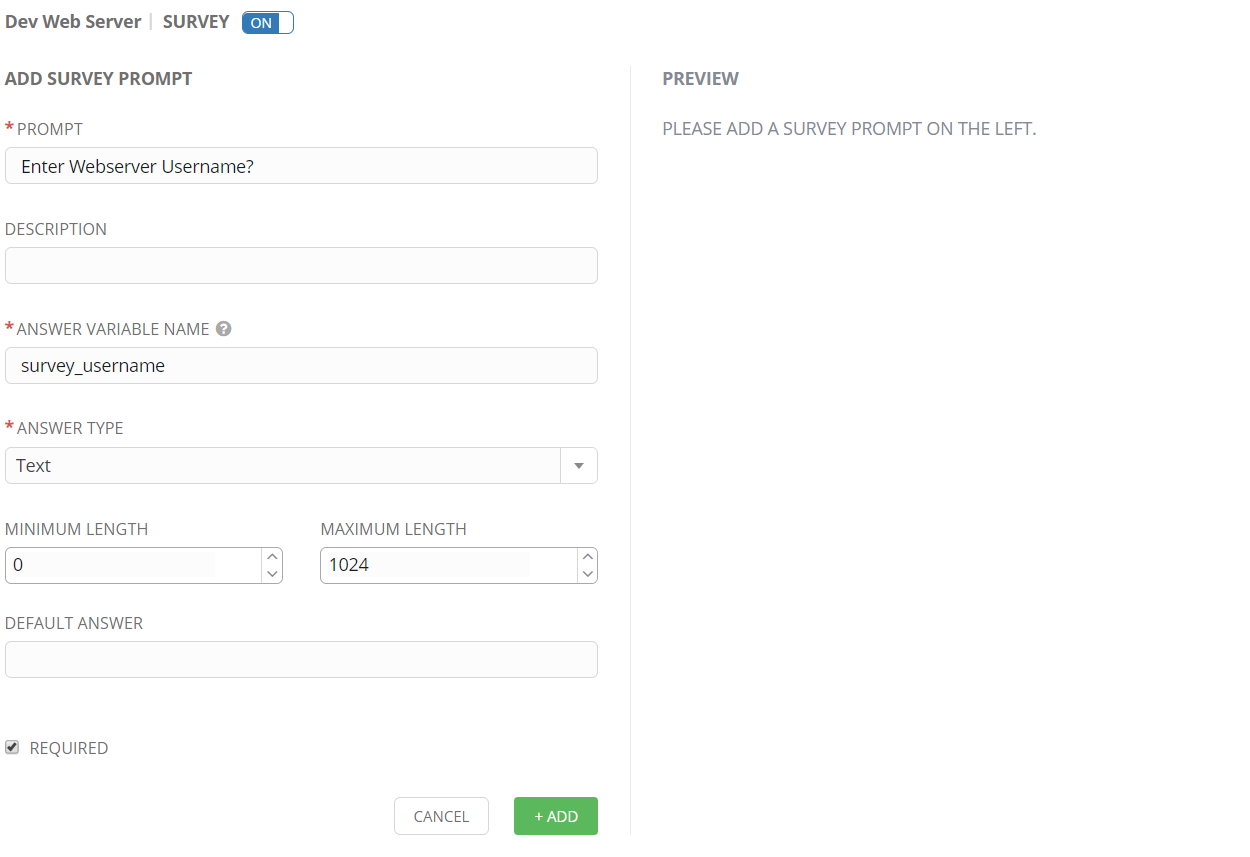 Dev Web Server | SURVEY ON
ADD SURVEY PROMPT
* PROMPT
Enter Webserver Username?
DESCRIPTION
* ANSWER VARIABLE NAME ?
survey_username
* ANSWER TYPE
Text
MINIMUM LENGTH MAXIMUM LENGTH
0 1024
DEFAULT ANSWER
REQUIRED
CANCEL + ADD
PREVIEW
PLEASE ADD A SURVEY PROMPT ON THE LEFT.